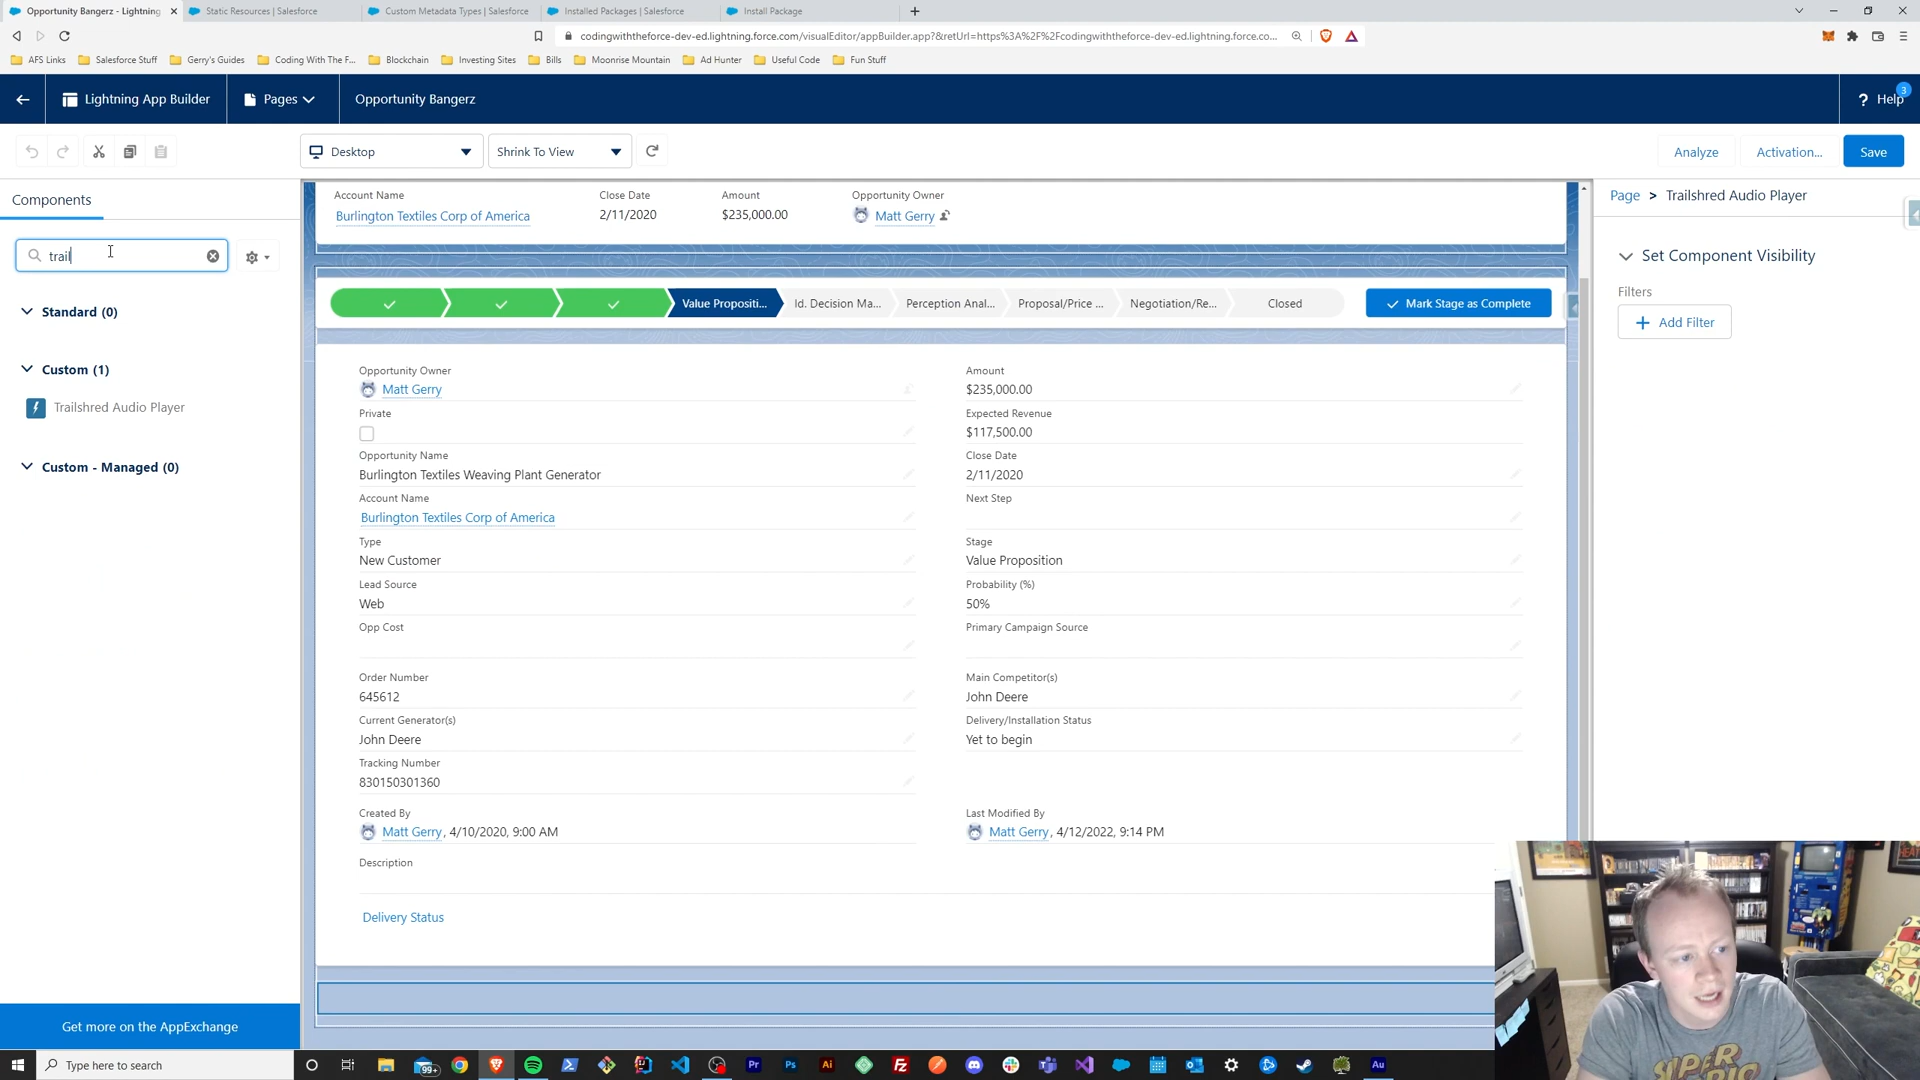 Opportunity Bangerz - Lightning
Static Resources | Salesforce
Custom Metadata Types | Salesforce
Installed Packages | Salesforce
Install Package
codingwiththeforce-dev-ed.lightning.force.com/visualEditor/appBuilder.app?&retUrl=https%3A%2F%2Fcodingwiththeforce-dev-ed.lightning.force.co...
AFS Links
Salesforce Stuff
Gerry's Guides
Coding With The F...
Blockchain
Investing Sites
Bills
Moonrise Mountain
Ad Hunter
Useful Code
Fun Stuff
Lightning App Builder
Pages
Opportunity Bangerz
3
? Help
Desktop
Shrink To View
Analyze
Activation...
Save
Components
trail
Standard (0)
Custom (1)
Trailshred Audio Player
Custom - Managed (0)
Get more on the AppExchange
Account Name
Close Date
Amount
Opportunity Owner
Burlington Textiles Corp of America
2/11/2020
$235,000.00
Matt Gerry
Value Propositi...
Id. Decision Ma...
Perception Anal...
Proposal/Price ...
Negotiation/Re...
Closed
Mark Stage as Complete
Opportunity Owner
Matt Gerry
Amount
$235,000.00
Private
Expected Revenue
$117,500.00
Opportunity Name
Burlington Textiles Weaving Plant Generator
Close Date
2/11/2020
Account Name
Burlington Textiles Corp of America
Next Step
Type
New Customer
Stage
Value Proposition
Lead Source
Web
Probability (%)
50%
Opp Cost
Primary Campaign Source
Order Number
645612
Main Competitor(s)
John Deere
Current Generator(s)
John Deere
Delivery/Installation Status
Yet to begin
Tracking Number
830150301360
Created By
Matt Gerry, 4/10/2020, 9:00 AM
Last Modified By
Matt Gerry, 4/12/2022, 9:14 PM
Description
Delivery Status
Page > Trailshred Audio Player
Set Component Visibility
Filters
Add Filter
Type here to search
99+
Pr
Ps
Ai
Fz
Au